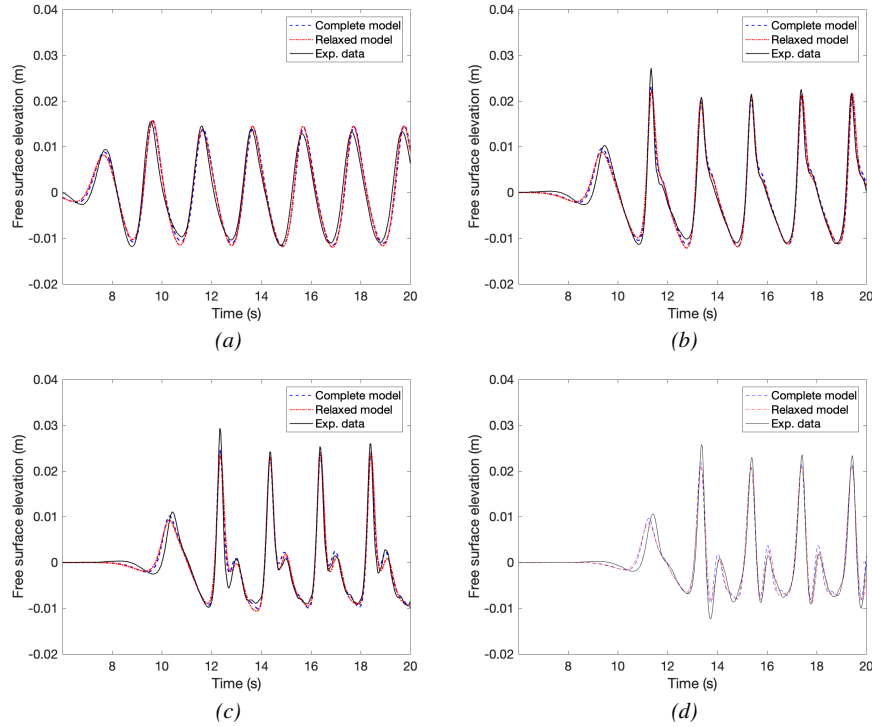 0.04
0.03
0.02
0.01
0
-0.01
-0.02
Free surface elevation (m)
Complete model
Relaxed model
Exp. data
8 10 12 14 16 18 20
Time (s)
(a)
0.04
0.03
0.02
0.01
0
-0.01
-0.02
Free surface elevation (m)
Complete model
Relaxed model
Exp. data
8 10 12 14 16 18 20
Time (s)
(b)
0.04
0.03
0.02
0.01
0
-0.01
-0.02
Free surface elevation (m)
Complete model
Relaxed model
Exp. data
8 10 12 14 16 18 20
Time (s)
(c)
0.04
0.03
0.02
0.01
0
-0.01
-0.02
Free surface elevation (m)
Complete model
Relaxed model
Exp. data
8 10 12 14 16 18 20
Time (s)
(d)